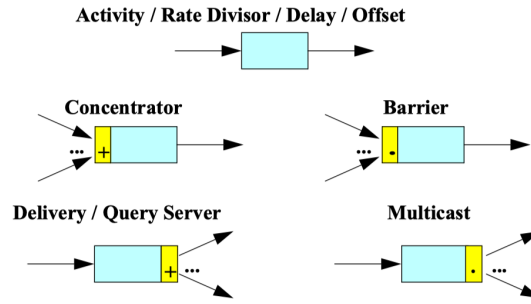 Activity / Rate Divisor / Delay / Offset
Concentrator
Barrier
... +
... •
Delivery / Query Server
Multicast
+ ...
• ...